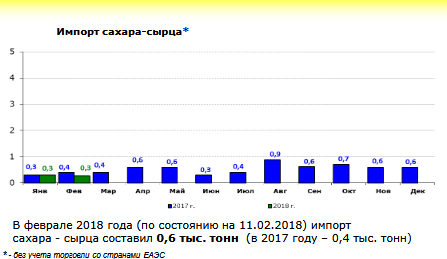 Импорт сахара-сырца*
5
4
3
2
1
0
0,3 0,3 0,4 0,3 0,4 0,6 0,6 0,3 0,4 0,9 0,6 0,7 0,6 0,6
Янв Фев Мар Апр Май Июн Июл Авг Сен Окт Ноя Дек
2017 г. 2018 г.
В феврале 2018 года (по состоянию на 11.02.2018) импорт
сахара - сырца составил 0,6 тыс. тонн (в 2017 году – 0,4 тыс. тонн)
* - без учета торговли со странами ЕАЭС